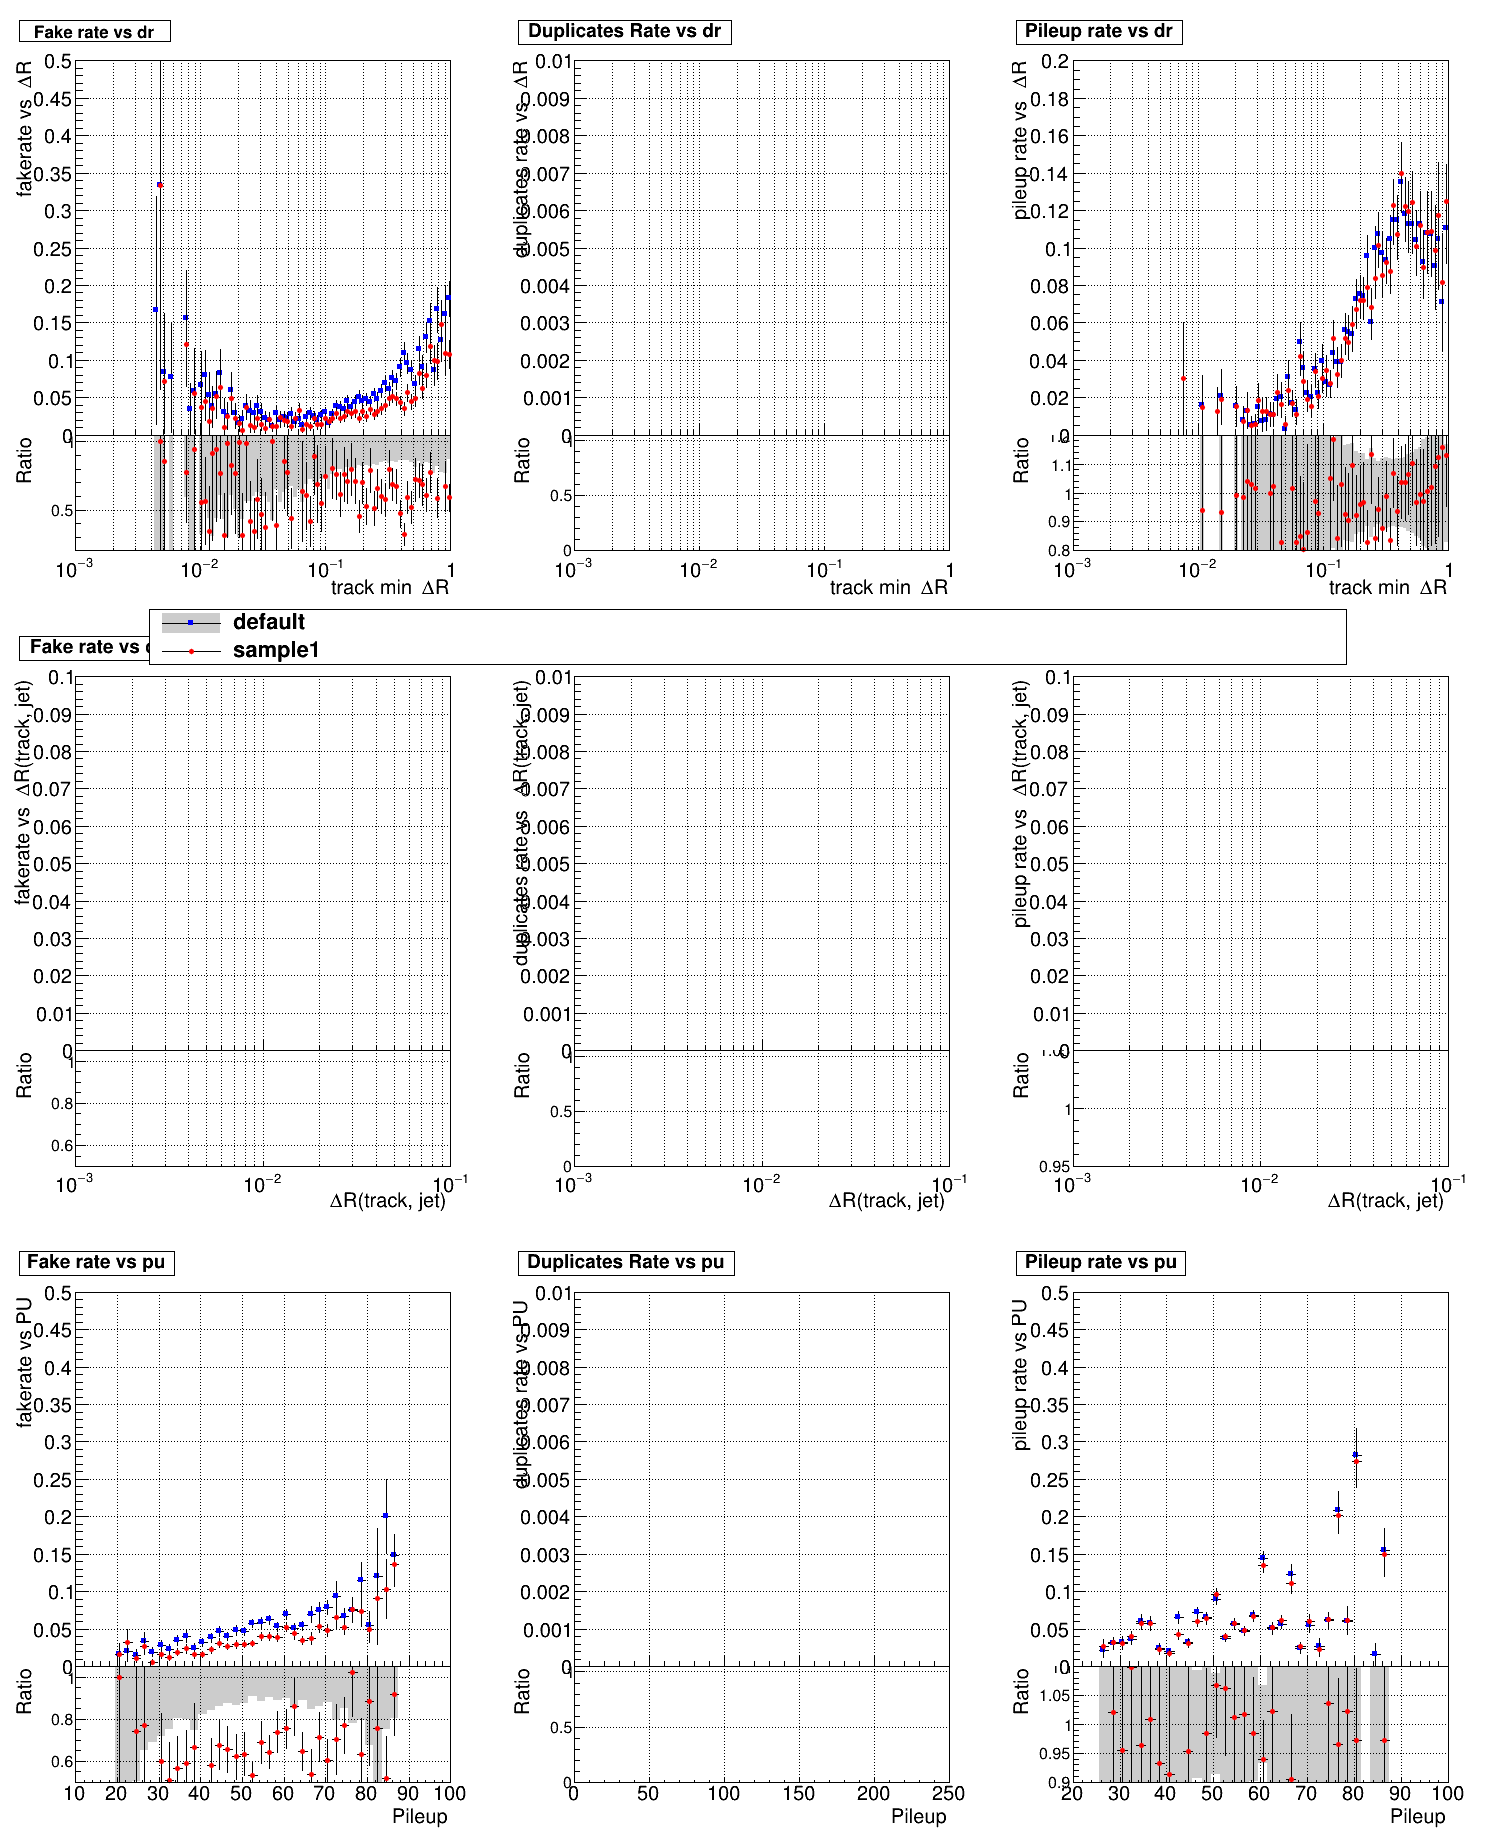 Fake rate vs dr
fakerate vs ΔR
0.5
0.45
0.4
0.35
0.3
0.25
0.2
0.15
0.1
0.05
0
Ratio
0.5
10⁻³ 10⁻² 10⁻¹ 1
track min ΔR
Duplicates Rate vs dr
duplicates rate vs ΔR
0.01
0.009
0.008
0.007
0.006
0.005
0.004
0.003
0.002
0.001
0
Ratio
0.5
0
10⁻³ 10⁻² 10⁻¹ 1
track min ΔR
Pileup rate vs dr
pileup rate vs ΔR
0.2
0.18
0.16
0.14
0.12
0.1
0.08
0.06
0.04
0.02
0
Ratio
1.1
1
0.9
0.8
10⁻³ 10⁻² 10⁻¹ 1
track min ΔR
default
sample1
Fake rate vs
fakerate vs ΔR(track, jet)
0.1
0.09
0.08
0.07
0.06
0.05
0.04
0.03
0.02
0.01
0
Ratio
1
0.8
0.6
10⁻³ 10⁻² 10⁻¹
ΔR(track, jet)
duplicates rate vs ΔR(track, jet)
0.01
0.009
0.008
0.007
0.006
0.005
0.004
0.003
0.002
0.001
0
Ratio
0.5
0
10⁻³ 10⁻² 10⁻¹
ΔR(track, jet)
pileup rate vs ΔR(track, jet)
0.1
0.09
0.08
0.07
0.06
0.05
0.04
0.03
0.02
0.01
0
Ratio
1
0.95
10⁻³ 10⁻² 10⁻¹
ΔR(track, jet)
Fake rate vs pu
fakerate vs PU
0.5
0.45
0.4
0.35
0.3
0.25
0.2
0.15
0.1
0.05
0
Ratio
1
0.8
0.6
10 20 30 40 50 60 70 80 90 100
Pileup
Duplicates Rate vs pu
duplicates rate vs PU
0.01
0.009
0.008
0.007
0.006
0.005
0.004
0.003
0.002
0.001
0
Ratio
0.5
0
0 50 100 150 200 250
Pileup
Pileup rate vs pu
pileup rate vs PU
0.5
0.45
0.4
0.35
0.3
0.25
0.2
0.15
0.1
0.05
0
Ratio
1.05
1
0.95
0.9
20 30 40 50 60 70 80 90 100
Pileup